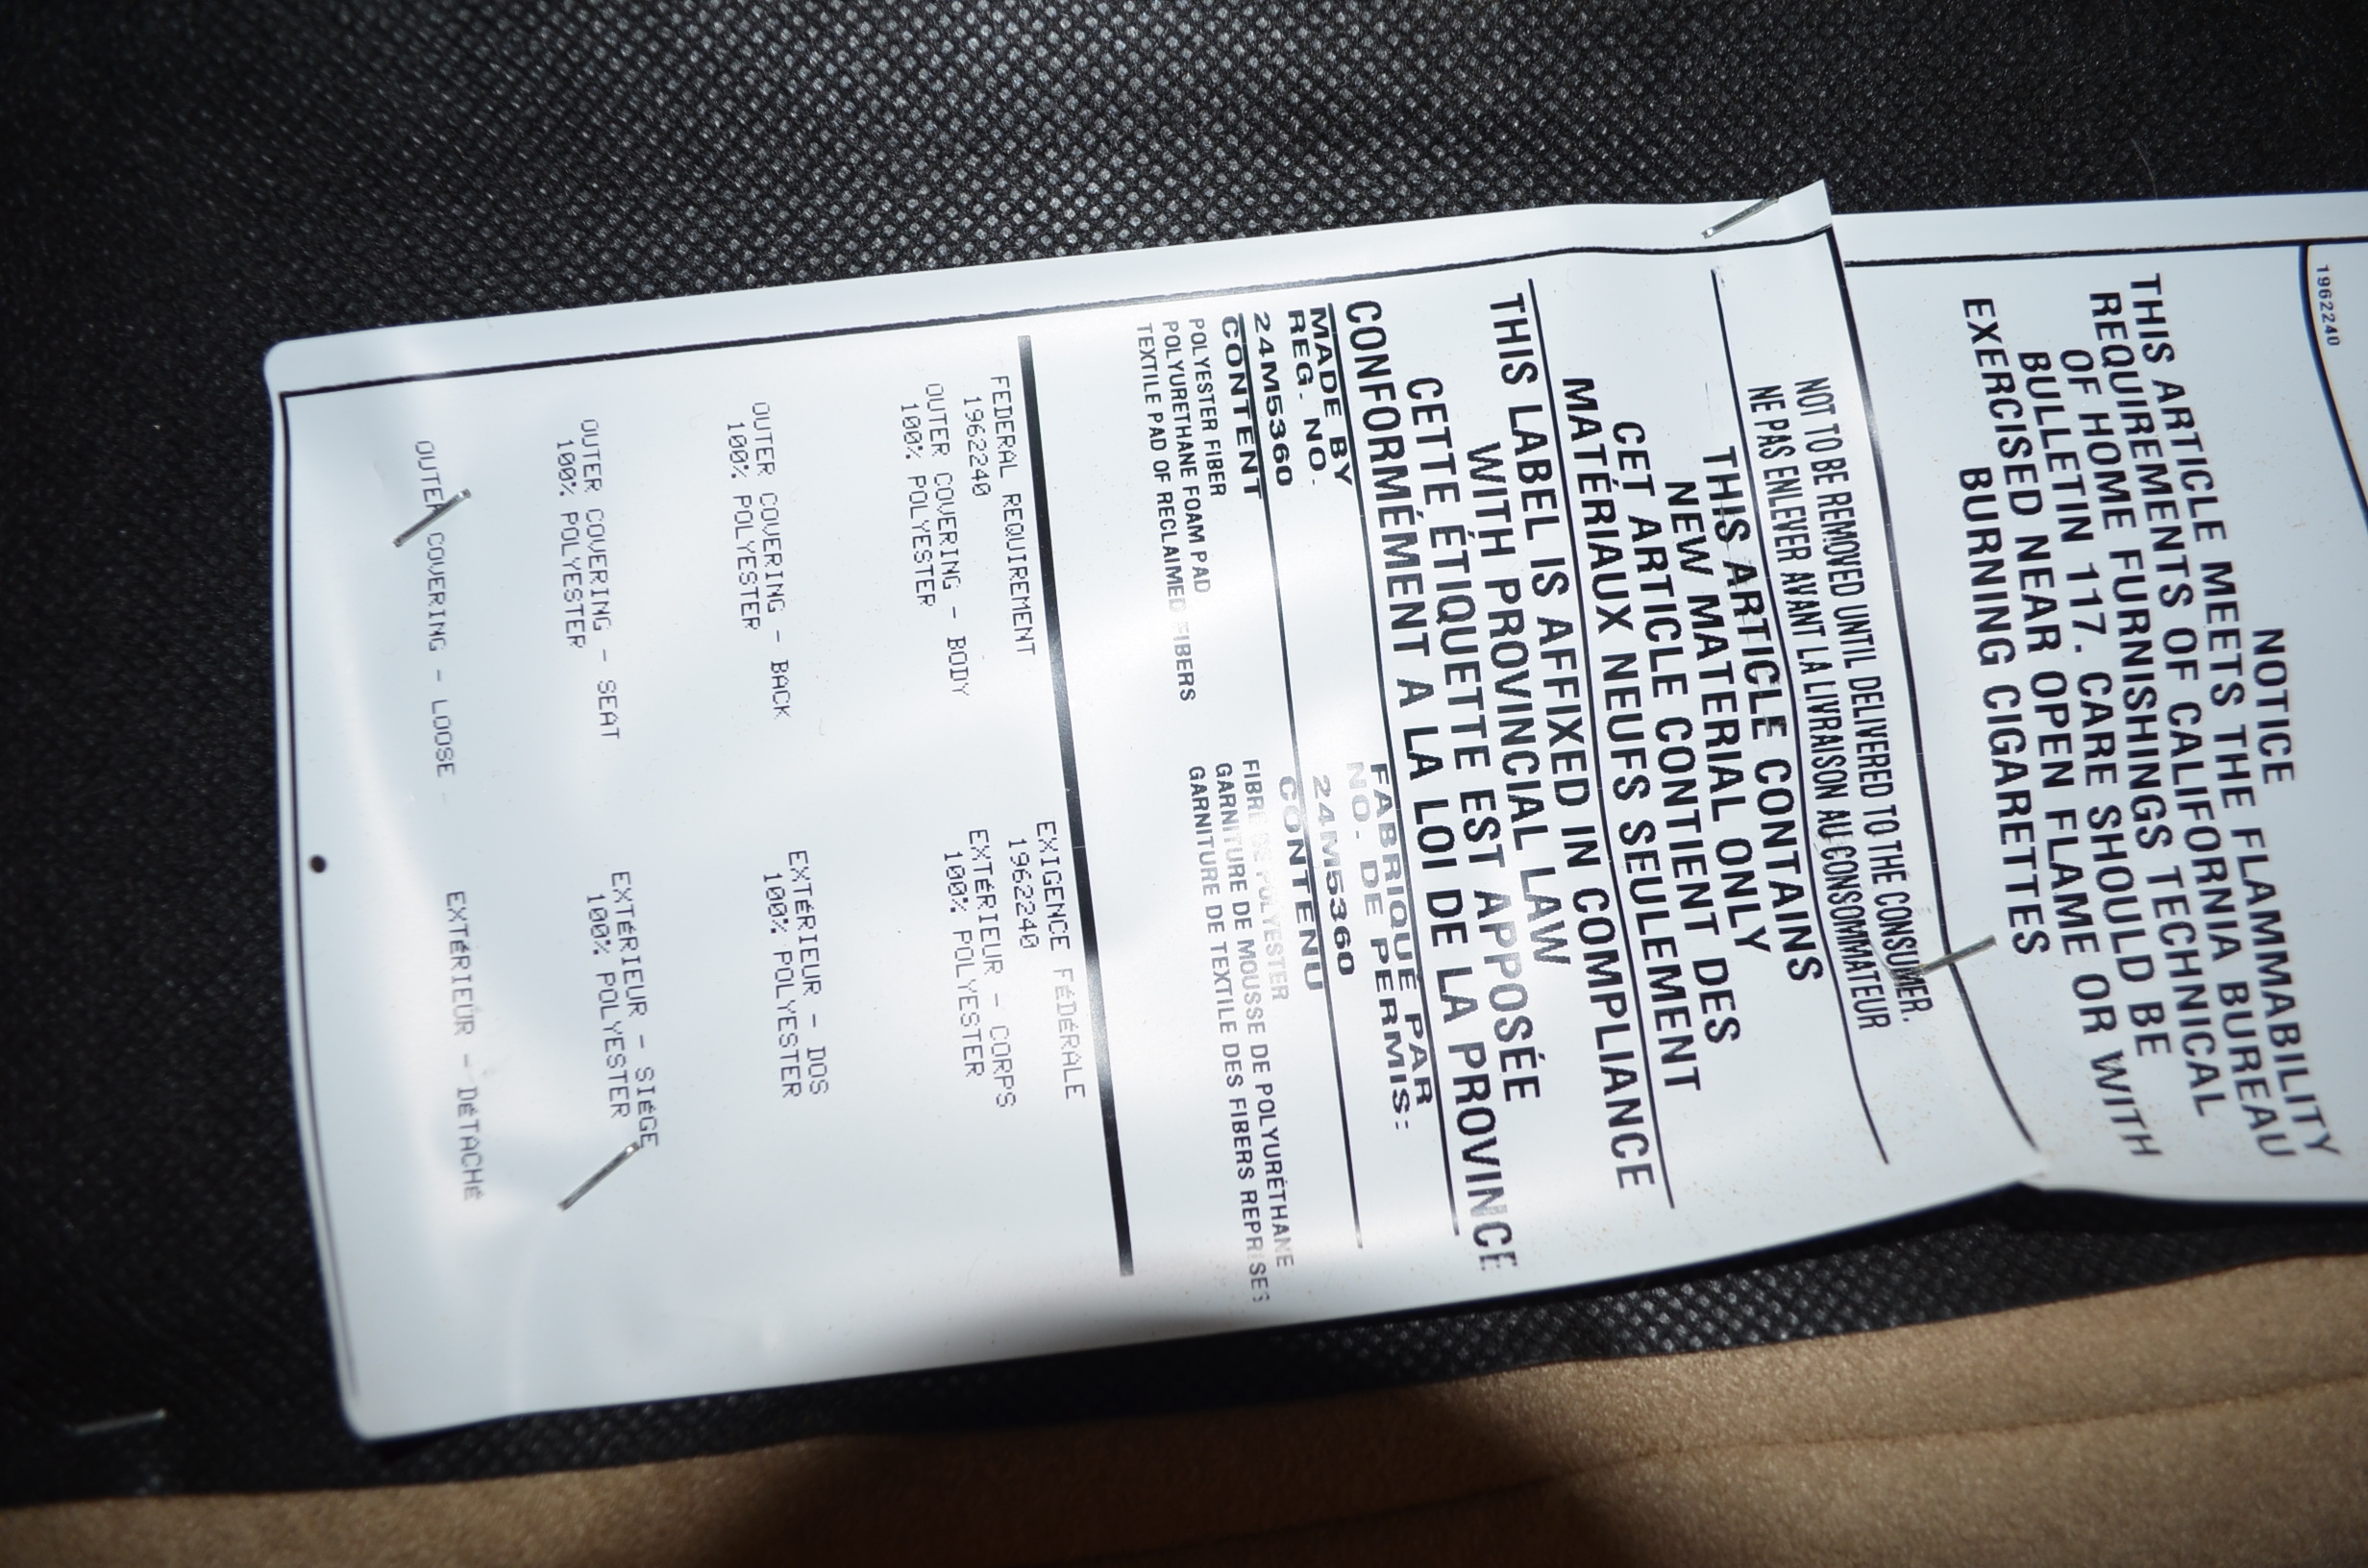 1962240
NOTICE
THIS ARTICLE MEETS THE FLAMMABILITY
REQUIREMENTS OF CALIFORNIA BUREAU
OF HOME FURNISHINGS TECHNICAL
BULLETIN 117. CARE SHOULD BE
EXERCISED NEAR OPEN FLAME OR WITH
BURNING CIGARETTES
NOT TO BE REMOVED UNTIL DELIVERED TO THE CONSUMER.
NE PAS ENLEVER AVANT LA LIVRAISON AU CONSOMMATEUR
THIS ARTICLE CONTAINS
NEW MATERIAL ONLY
CET ARTICLE CONTIENT DES
MATÉRIAUX NEUFS SEULEMENT
THIS LABEL IS AFFIXED IN COMPLIANCE
WITH PROVINCIAL LAW
CETTE ÉTIQUETTE EST APPOSÉE
CONFORMÉMENT A LA LOI DE LA PROVINCE
MADE BY
REG. NO.
24M5360
CONTENT
POLYESTER FIBER
POLYURETHANE FOAM PAD
TEXTILE PAD OF RECLAIMED FIBERS
FABRIQUÉ PAR
NO. DE PERMIS:
24M5360
CONTENU
FIBRE DE POLYESTER
GARNITURE DE MOUSSE DE POLYURÉTHANE
GARNITURE DE TEXTILE DES FIBERS REPRISES
FEDERAL REQUIREMENT
1962240
OUTER COVERING - BODY
100% POLYESTER
OUTER COVERING - BACK
100% POLYESTER
OUTER COVERING - SEAT
100% POLYESTER
OUTER COVERING - LOOSE -
EXIGENCE FéDéRALE
1962240
EXTéRIEUR - CORPS
100% POLYESTER
EXTéRIEUR - DOS
100% POLYESTER
EXTéRIEUR - SIéGE
100% POLYESTER
EXTéRIEUR - DéTACHé